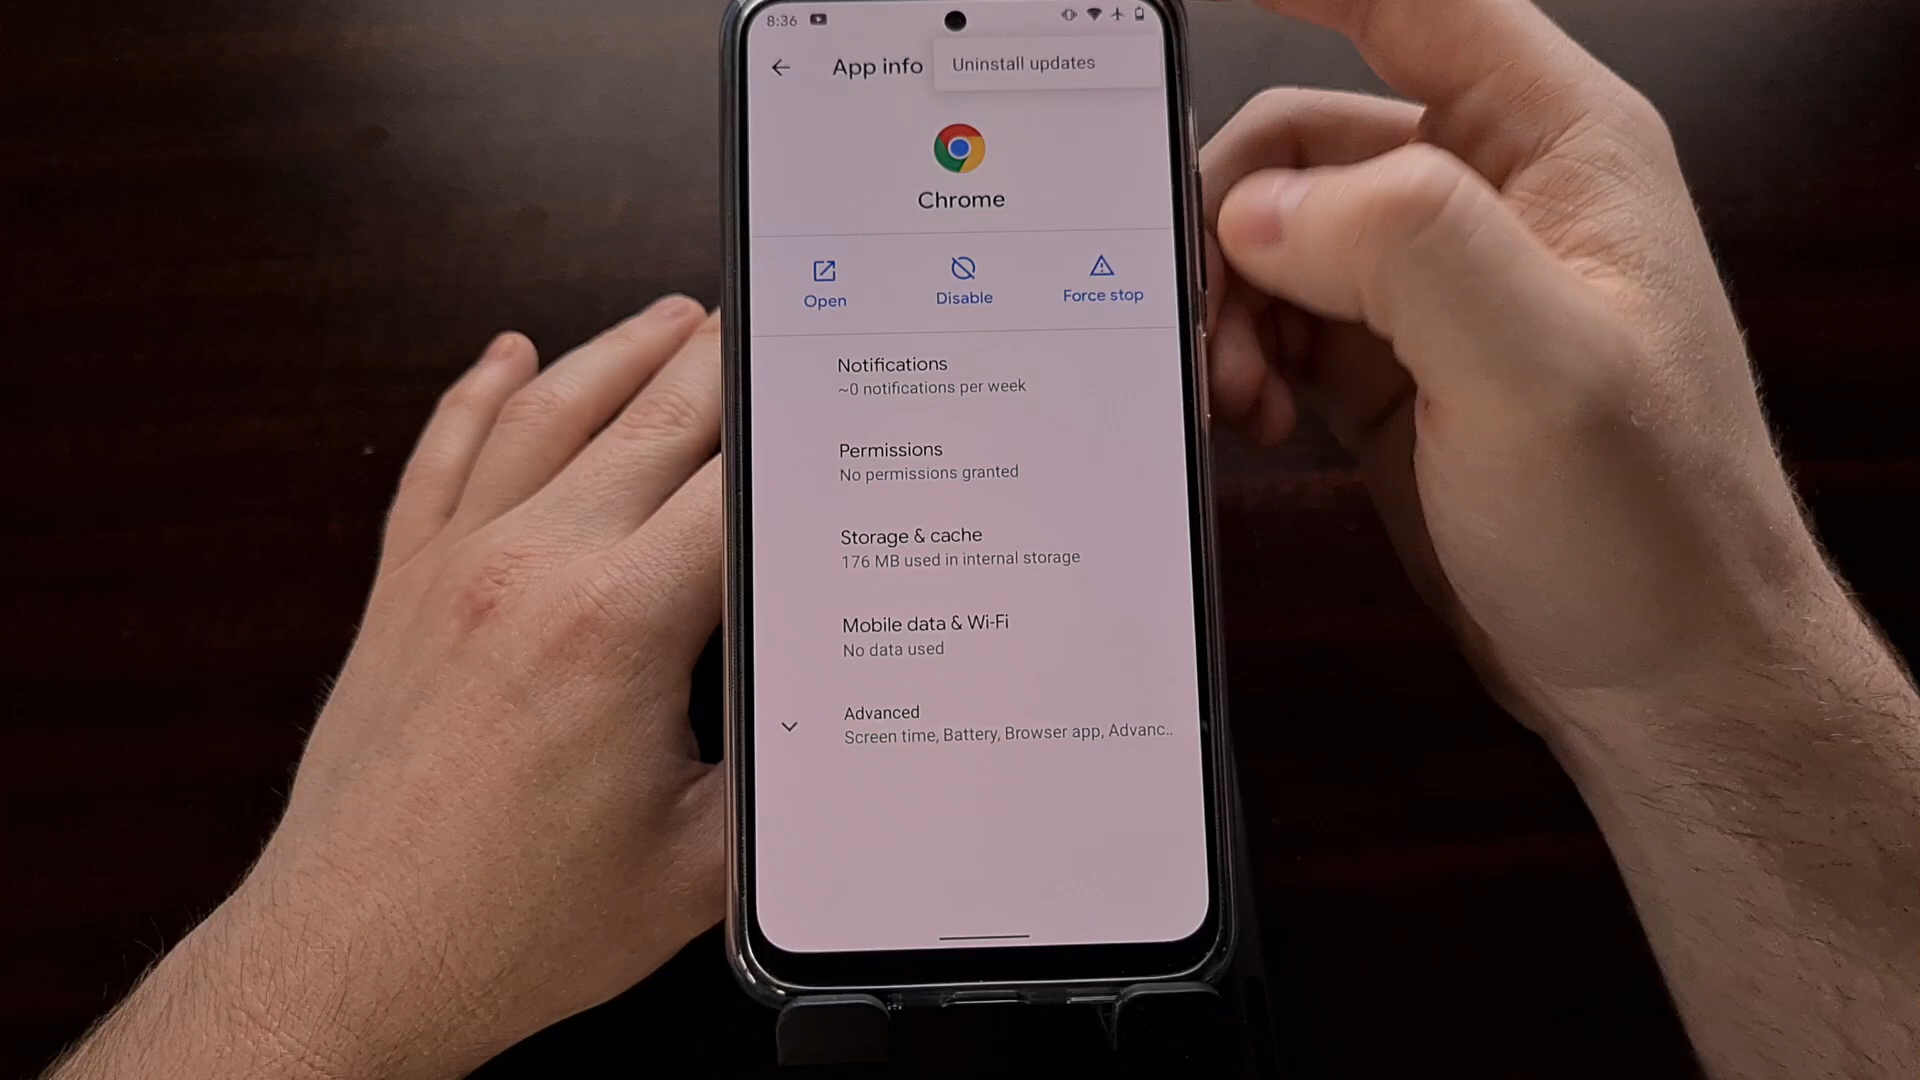 8:36
App info
Uninstall updates
Chrome
Open
Disable
Force stop
Notifications
~0 notifications per week
Permissions
No permissions granted
Storage & cache
176 MB used in internal storage
Mobile data & Wi-Fi
No data used
Advanced
Screen time, Battery, Browser app, Advanc..